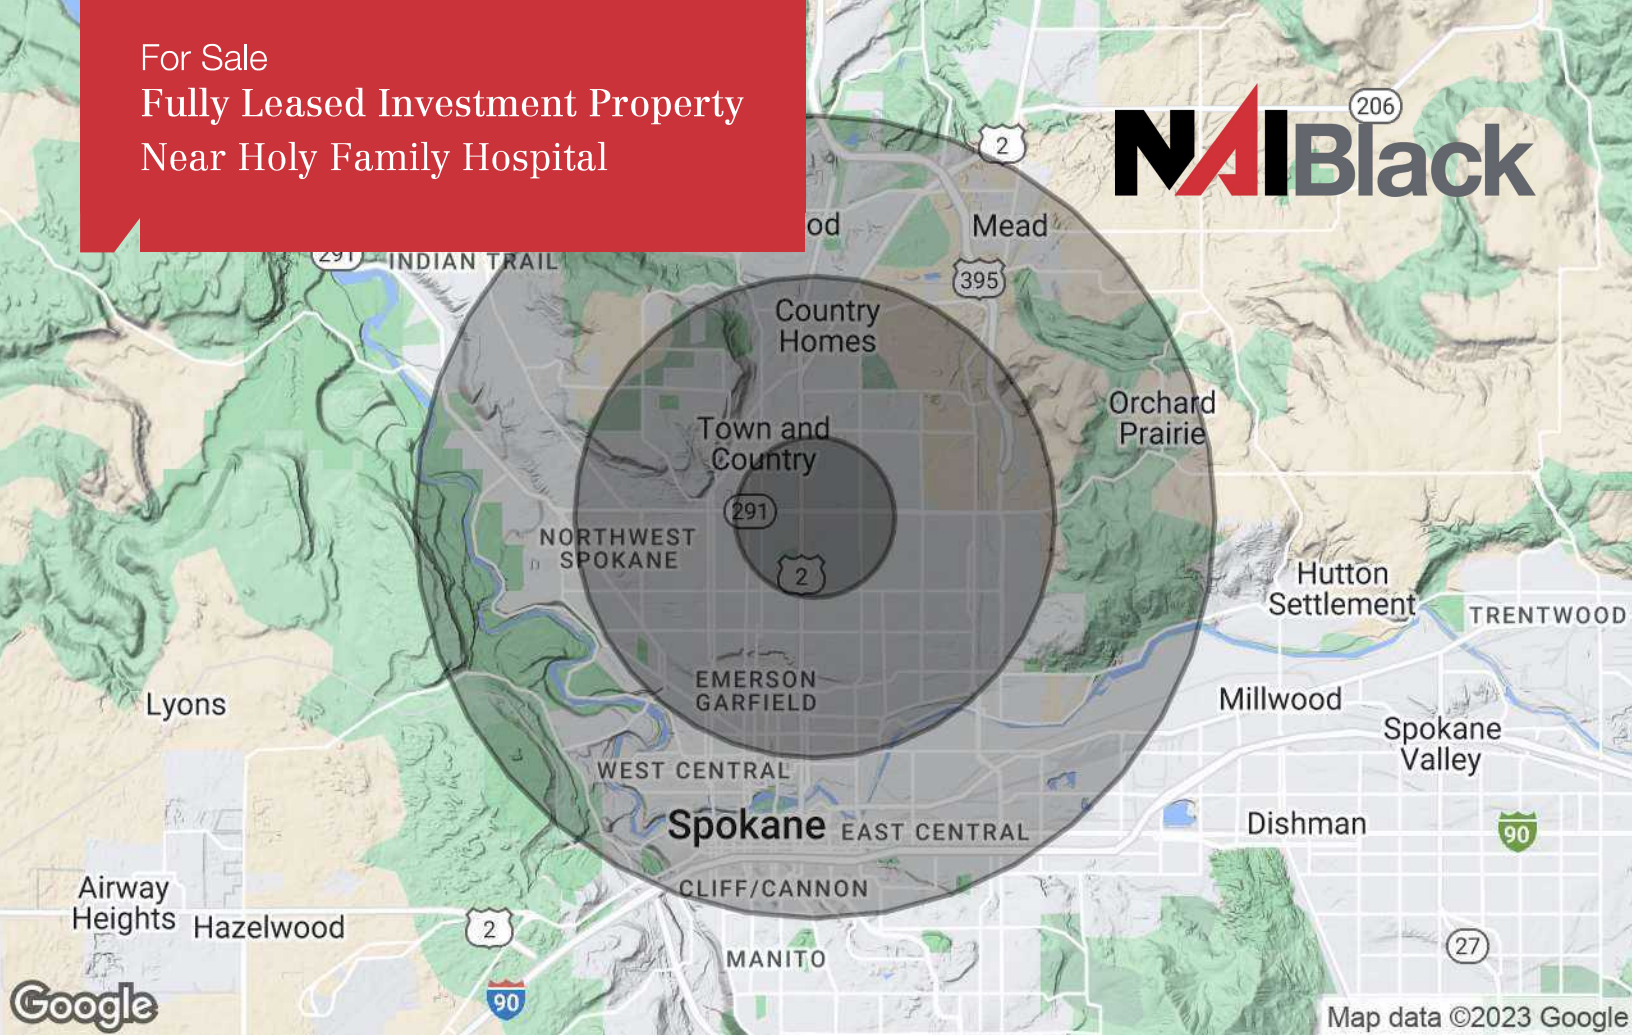 For Sale
Fully Leased Investment Property
Near Holy Family Hospital
NAIBlack
206
2
od
Mead
291
INDIAN TRAIL
395
Country
Homes
Orchard
Prairie
Town and
Country
291
NORTHWEST
SPOKANE
2
Hutton
Settlement
TRENTWOOD
EMERSON
GARFIELD
Lyons
Millwood
Spokane
Valley
WEST CENTRAL
Spokane
EAST CENTRAL
Dishman
90
CLIFF/CANNON
Airway
Heights
Hazelwood
2
27
MANITO
90
Google
Map data ©2023 Google